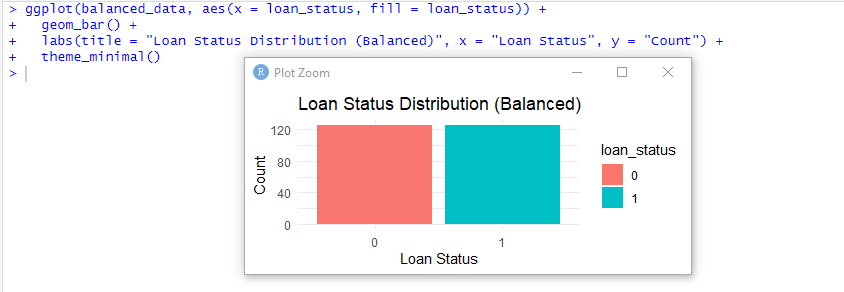 > ggplot(balanced_data, aes(x = loan_status, fill = loan_status)) +
+   geom_bar() +
+   labs(title = "Loan Status Distribution (Balanced)", x = "Loan Status", y = "Count") +
+   theme_minimal()
>
R Plot Zoom
Loan Status Distribution (Balanced)
120
80
40
0
Count
0 1
Loan Status
loan_status
0
1